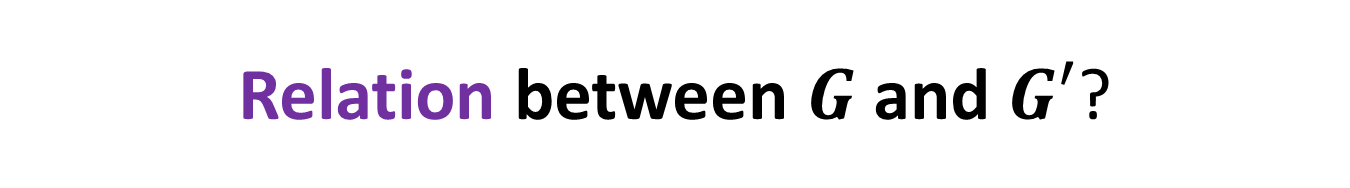 Relation between G and G′?